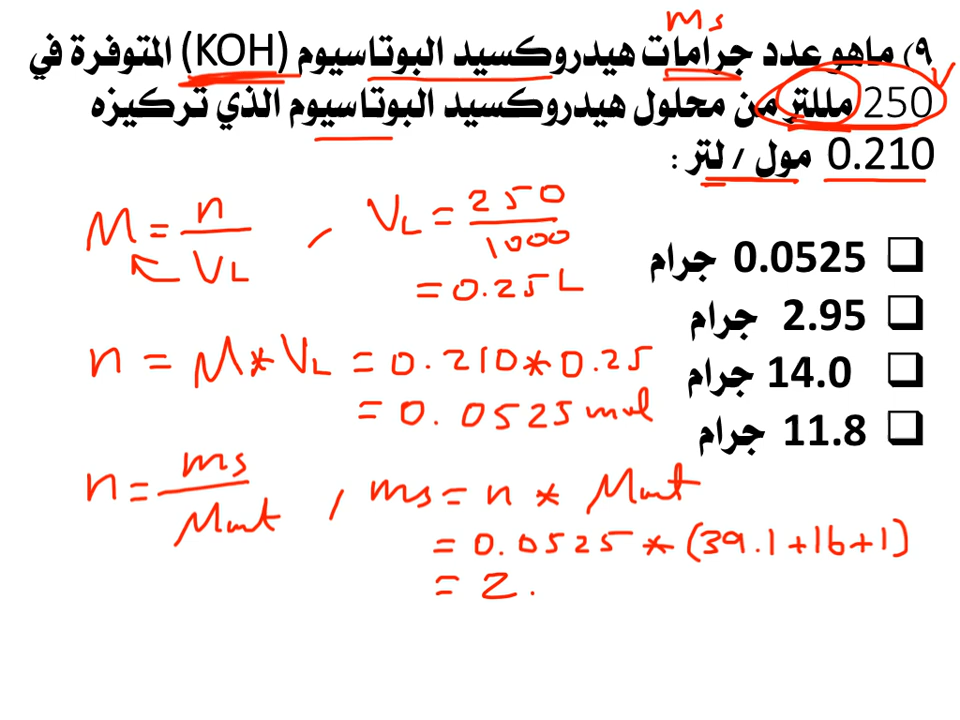 ms
٩) ماهو عدد جرامات هيدروكسيد البوتاسيوم (KOH) المتوفرة في
250 مللتر من محلول هيدروكسيد البوتاسيوم الذي تركيزه V
0.210 مول / لتر :
M = n / VL , VL = 250 / 1000
= 0.25 L
n = M * VL = 0.210 * 0.25
= 0.0525 mol
n = ms / Mwt , ms = n * Mwt
= 0.0525 * (39.1+16+1)
= 2.
❑ 0.0525 جرام
❑ 2.95 جرام
❑ 14.0 جرام
❑ 11.8 جرام